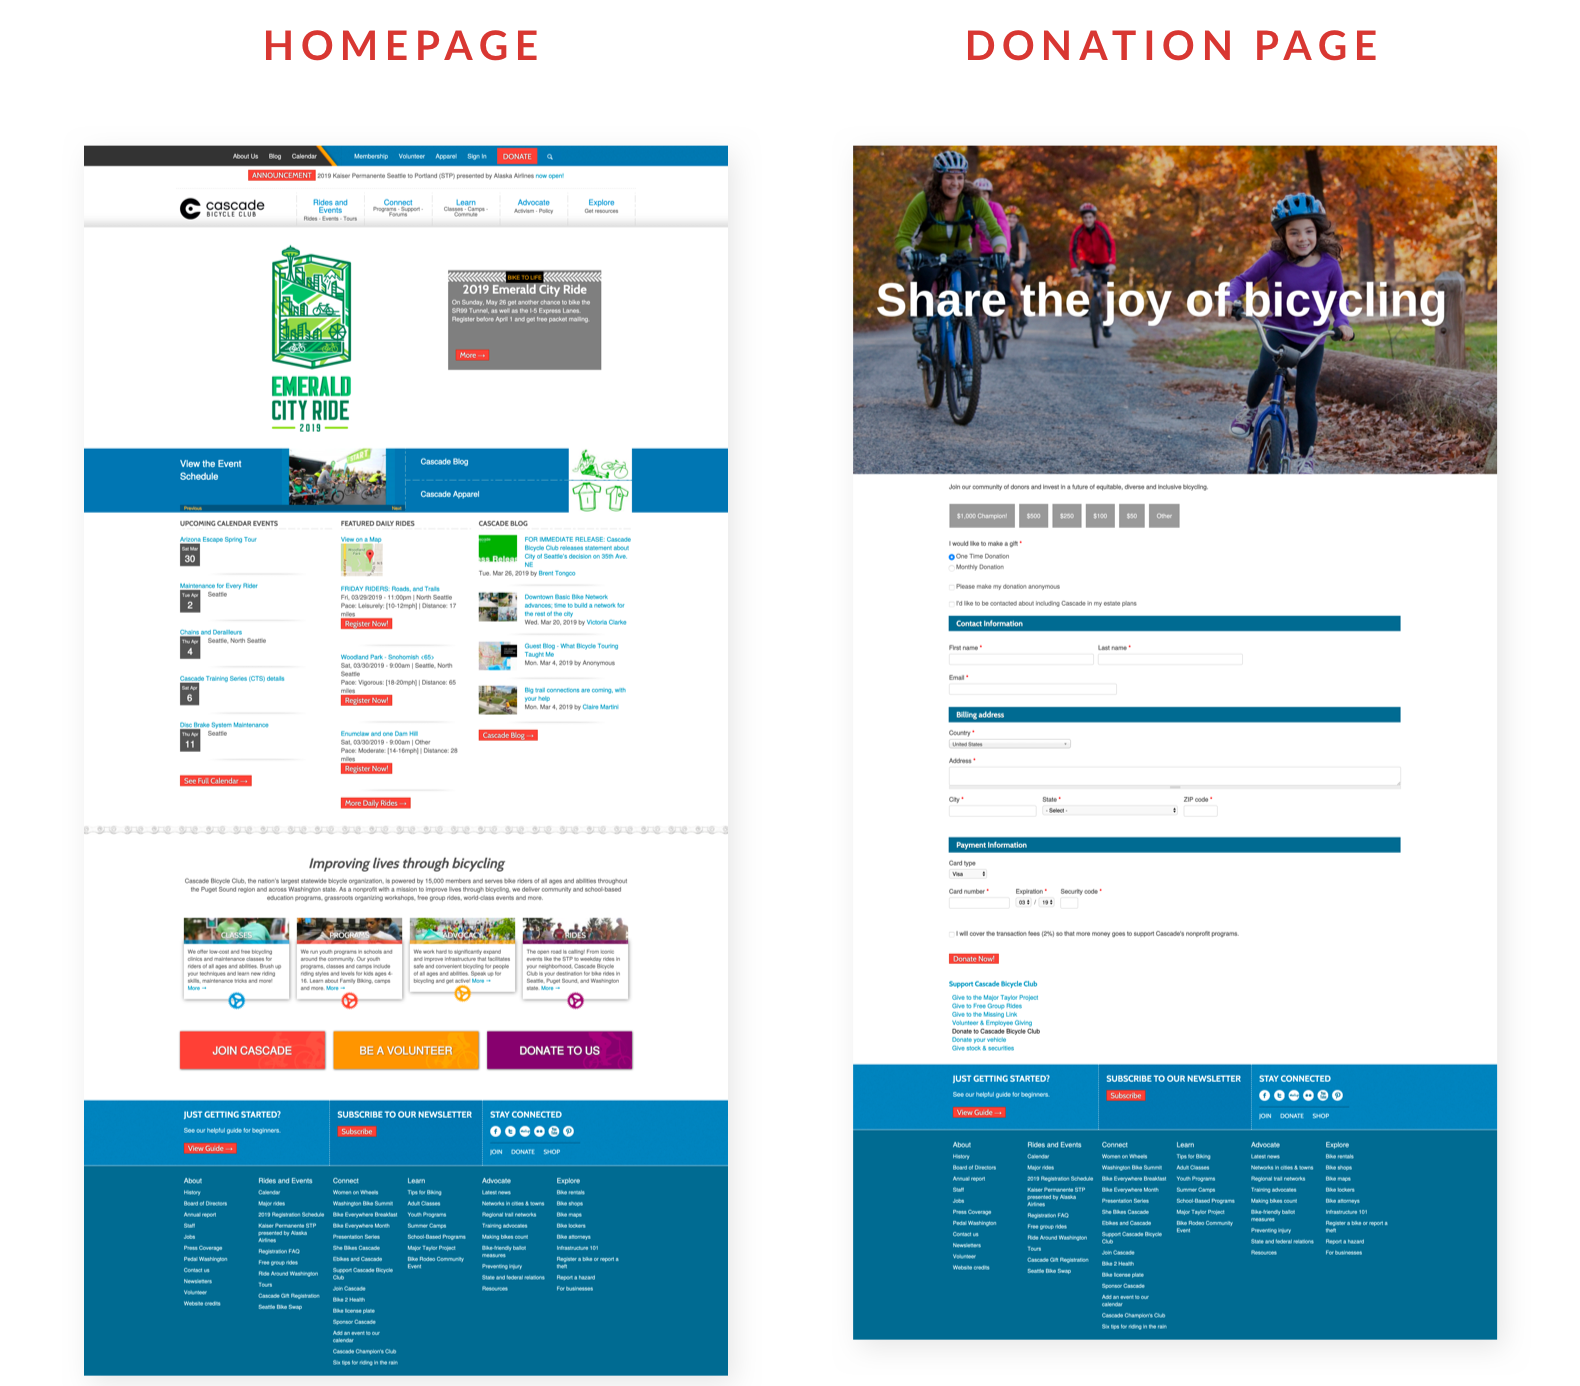 HOMEPAGE
DONATION PAGE
About Us Blog Calendar Membership Volunteer Apparel Sign In DONATE
ANNOUNCEMENT 2019 Kaiser Permanente Seattle to Portland (STP) presented by Alaska Airlines now open!
cascade
BICYCLE CLUB
Rides and
Events
Rides - Events - Tours
Connect
Programs - Support -
Forums
Learn
Classes - Camps -
Commute
Advocate
Activism - Policy
Explore
Get resources
EMERALD
CITY RIDE
2019
BIKE TO LIFE
2019 Emerald City Ride
On Sunday, May 26 get another chance to bike the
SR99 Tunnel, as well as the I-5 Express Lanes.
Register before April 1 and get free packet mailing.
More →
View the Event
Schedule
START
Previous
Next
Cascade Blog
Cascade Apparel
UPCOMING CALENDAR EVENTS
Arizona Escape Spring Tour
Sat Mar
30
Maintenance for Every Rider
Tue Apr
2
Seattle
Chains and Derailleurs
Thu Apr
4
Seattle, North Seattle
Cascade Training Series (CTS) details
Sat Apr
6
Disc Brake System Maintenance
Thu Apr
11
Seattle
See Full Calendar →
FEATURED DAILY RIDES
View on a Map
Woodland
Park
FRIDAY RIDERS: Roads, and Trails
Fri, 03/29/2019 - 11:00pm | North Seattle
Pace: Leisurely: [10-12mph] | Distance: 17
miles
Register Now!
Woodland Park - Snohomish <65>
Sat, 03/30/2019 - 9:00am | Seattle, North
Seattle
Pace: Vigorous: [18-20mph] | Distance: 65
miles
Register Now!
Enumclaw and one Dam Hill
Sat, 03/30/2019 - 9:00am | Other
Pace: Moderate: [14-16mph] | Distance: 28
miles
Register Now!
More Daily Rides →
CASCADE BLOG
FOR IMMEDIATE RELEASE: Cascade
Bicycle Club releases statement about
City of Seattle's decision on 35th Ave.
NE
Tue. Mar 26, 2019 by Brent Tongco
Downtown Basic Bike Network
advances; time to build a network for
the rest of the city
Wed. Mar 20, 2019 by Victoria Clarke
Guest Blog - What Bicycle Touring
Taught Me
Mon. Mar 4, 2019 by Anonymous
Big trail connections are coming, with
your help
Mon. Mar 4, 2019 by Claire Martini
Cascade Blog →
Improving lives through bicycling
Cascade Bicycle Club, the nation's largest statewide bicycle organization, is powered by 15,000 members and serves bike riders of all ages and abilities throughout
the Puget Sound region and across Washington state. As a nonprofit with a mission to improve lives through bicycling, we deliver community and school-based
education programs, grassroots organizing workshops, free group rides, world-class events and more.
CLASSES
We offer low-cost and free bicycling
clinics and maintenance classes for
riders of all ages and abilities. Brush up
your techniques and learn new riding
skills, maintenance tricks and more!
More →
PROGRAMS
We run youth programs in schools and
around the community. Our youth
programs, classes and camps include
riding styles and levels for kids ages 4-
16. Learn about Family Biking, camps
and more. More →
ADVOCACY
We work hard to significantly expand
and improve infrastructure that facilitates
safe and convenient bicycling for people
of all ages and abilities. Speak up for
bicycling and get active! More →
RIDES
The open road is calling! From iconic
events like the STP to weekday rides in
your neighborhood, Cascade Bicycle
Club is your destination for bike rides in
Seattle, Puget Sound, and Washington
state. More →
JOIN CASCADE
BE A VOLUNTEER
DONATE TO US
JUST GETTING STARTED?
See our helpful guide for beginners.
View Guide →
SUBSCRIBE TO OUR NEWSLETTER
Subscribe
STAY CONNECTED
JOIN DONATE SHOP
About
History
Board of Directors
Annual report
Staff
Jobs
Press Coverage
Pedal Washington
Contact us
Newsletters
Volunteer
Website credits
Rides and Events
Calendar
Major rides
2019 Registration Schedule
Kaiser Permanente STP
presented by Alaska
Airlines
Registration FAQ
Free group rides
Ride Around Washington
Tours
Cascade Gift Registration
Seattle Bike Swap
Connect
Women on Wheels
Washington Bike Summit
Bike Everywhere Breakfast
Bike Everywhere Month
Presentation Series
She Bikes Cascade
Ebikes and Cascade
Support Cascade Bicycle
Club
Join Cascade
Bike 2 Health
Bike license plate
Sponsor Cascade
Add an event to our
calendar
Cascade Champion's Club
Six tips for riding in the rain
Learn
Tips for Biking
Adult Classes
Youth Programs
Summer Camps
School-Based Programs
Major Taylor Project
Bike Rodeo Community
Event
Advocate
Latest news
Networks in cities & towns
Regional trail networks
Training advocates
Making bikes count
Bike-friendly ballot
measures
Preventing injury
State and federal relations
Resources
Explore
Bike rentals
Bike shops
Bike maps
Bike lockers
Bike attorneys
Infrastructure 101
Register a bike or report a
theft
Report a hazard
For businesses
Share the joy of bicycling
Join our community of donors and invest in a future of equitable, diverse and inclusive bicycling.
$1,000 Champion! $500 $250 $100 $50 Other
I would like to make a gift *
One Time Donation
Monthly Donation
Please make my donation anonymous
I'd like to be contacted about including Cascade in my estate plans
Contact Information
First name * Last name *
Email *
Billing address
Country *
United States
Address *
City * State * ZIP code *
- Select -
Payment Information
Card type
Visa
Card number * Expiration * Security code *
03 / 19
I will cover the transaction fees (2%) so that more money goes to support Cascade's nonprofit programs.
Donate Now!
Support Cascade Bicycle Club
Give to the Major Taylor Project
Give to Free Group Rides
Give to the Missing Link
Volunteer & Employee Giving
Donate to Cascade Bicycle Club
Donate your vehicle
Give stock & securities
JUST GETTING STARTED?
See our helpful guide for beginners.
View Guide →
SUBSCRIBE TO OUR NEWSLETTER
Subscribe
STAY CONNECTED
JOIN DONATE SHOP
About
History
Board of Directors
Annual report
Staff
Jobs
Press Coverage
Pedal Washington
Contact us
Newsletters
Volunteer
Website credits
Rides and Events
Calendar
Major rides
2019 Registration Schedule
Kaiser Permanente STP
presented by Alaska
Airlines
Registration FAQ
Free group rides
Ride Around Washington
Tours
Cascade Gift Registration
Seattle Bike Swap
Connect
Women on Wheels
Washington Bike Summit
Bike Everywhere Breakfast
Bike Everywhere Month
Presentation Series
She Bikes Cascade
Ebikes and Cascade
Support Cascade Bicycle
Club
Join Cascade
Bike 2 Health
Bike license plate
Sponsor Cascade
Add an event to our
calendar
Cascade Champion's Club
Six tips for riding in the rain
Learn
Tips for Biking
Adult Classes
Youth Programs
Summer Camps
School-Based Programs
Major Taylor Project
Bike Rodeo Community
Event
Advocate
Latest news
Networks in cities & towns
Regional trail networks
Training advocates
Making bikes count
Bike-friendly ballot
measures
Preventing injury
State and federal relations
Resources
Explore
Bike rentals
Bike shops
Bike maps
Bike lockers
Bike attorneys
Infrastructure 101
Register a bike or report a
theft
Report a hazard
For businesses